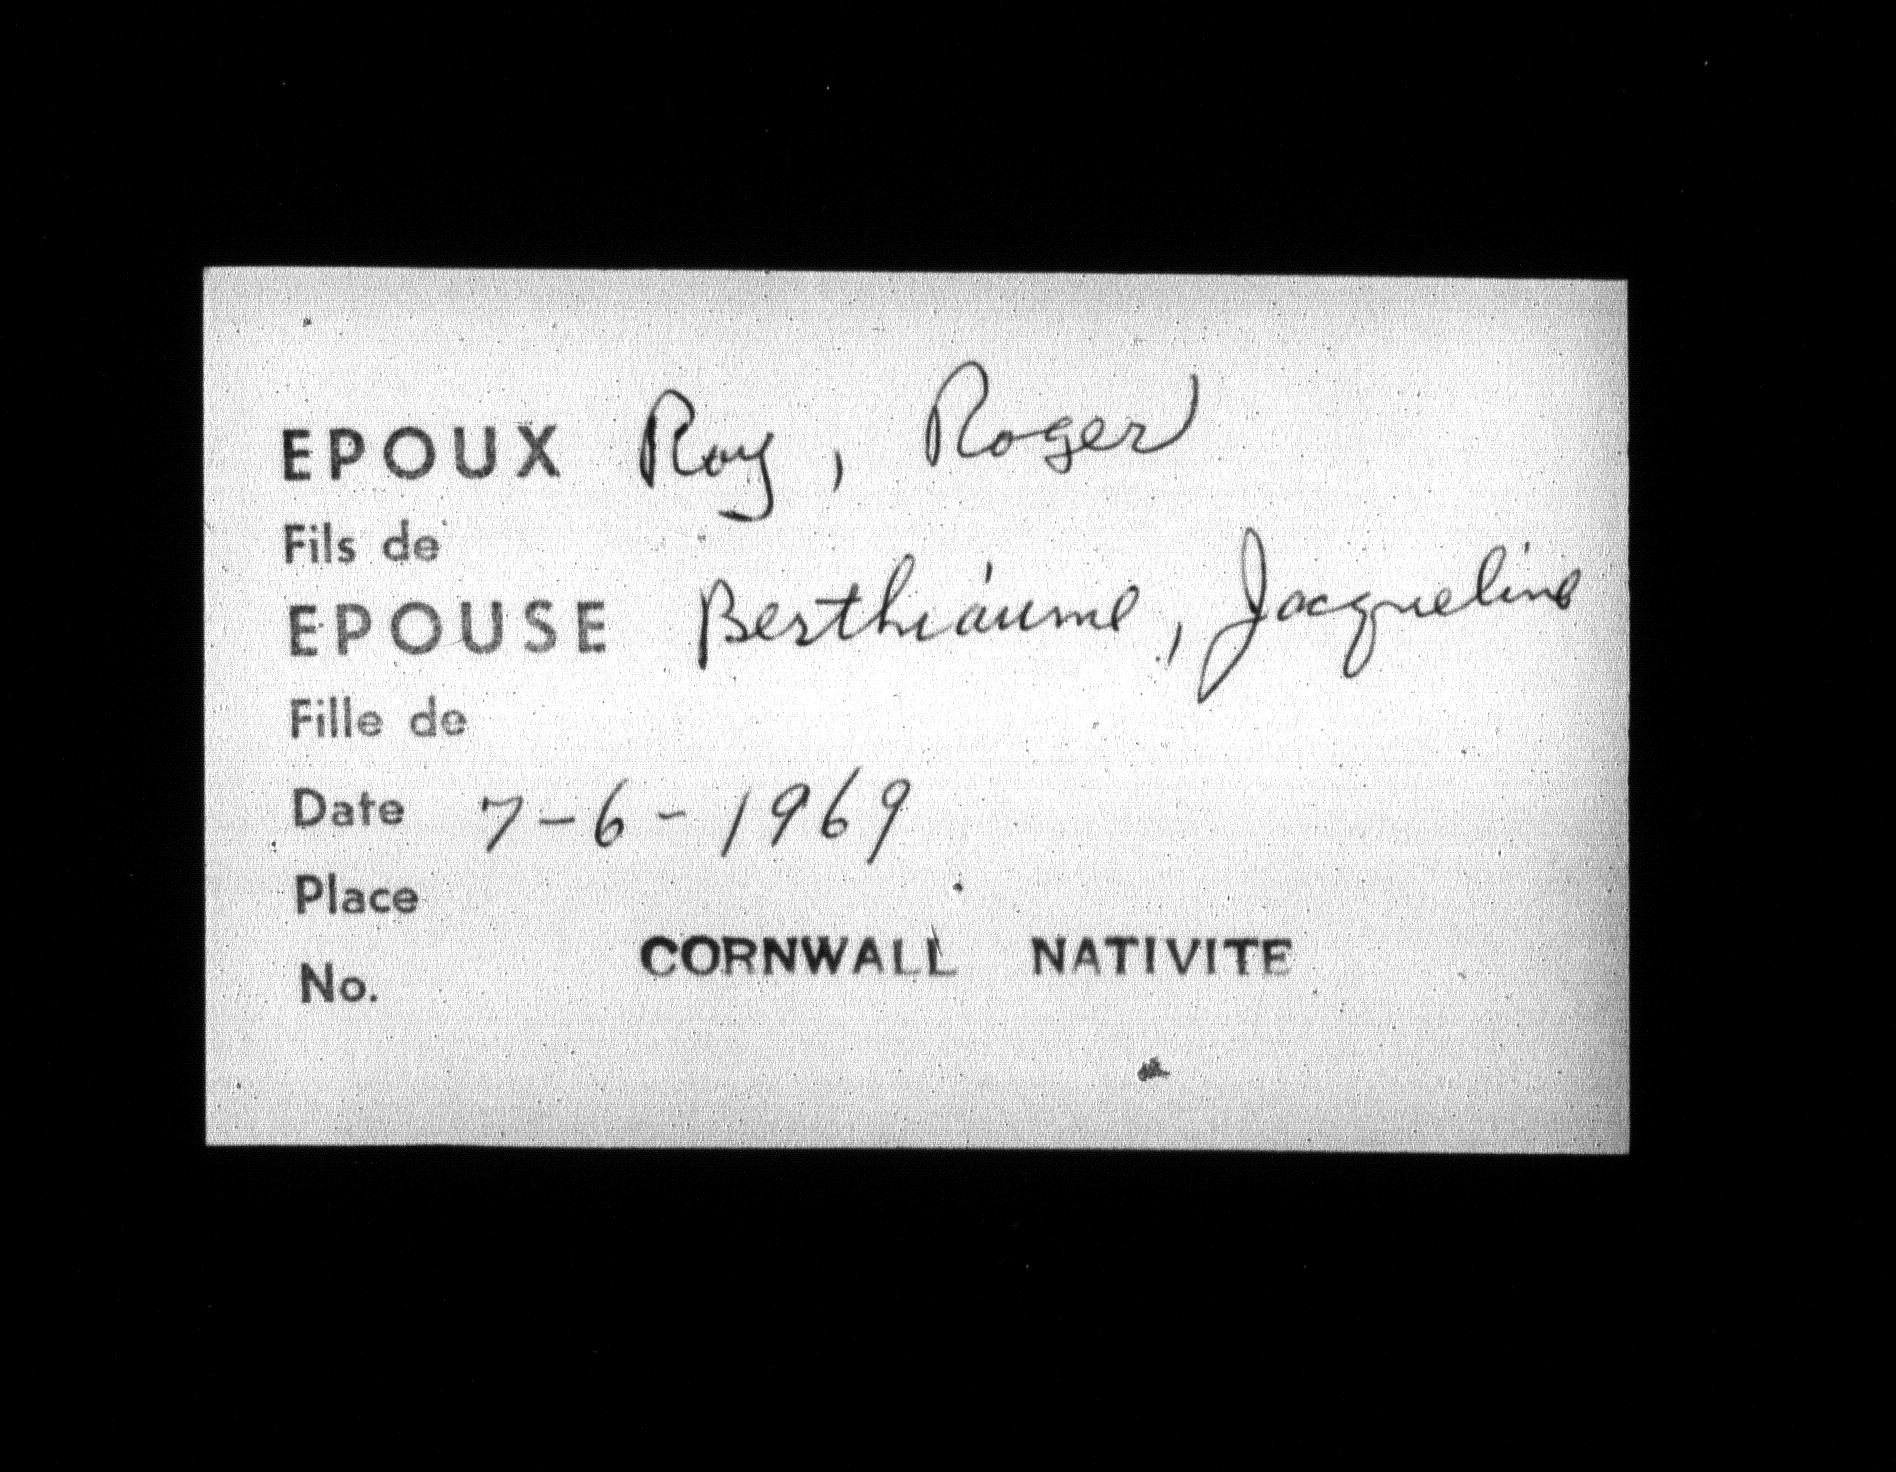 EPOUX Roy, Roger
Fils de
EPOUSE Berthiaume, Jacqueline
Fille de
Date 7-6-1969
Place
CORNWALL NATIVITE
No.